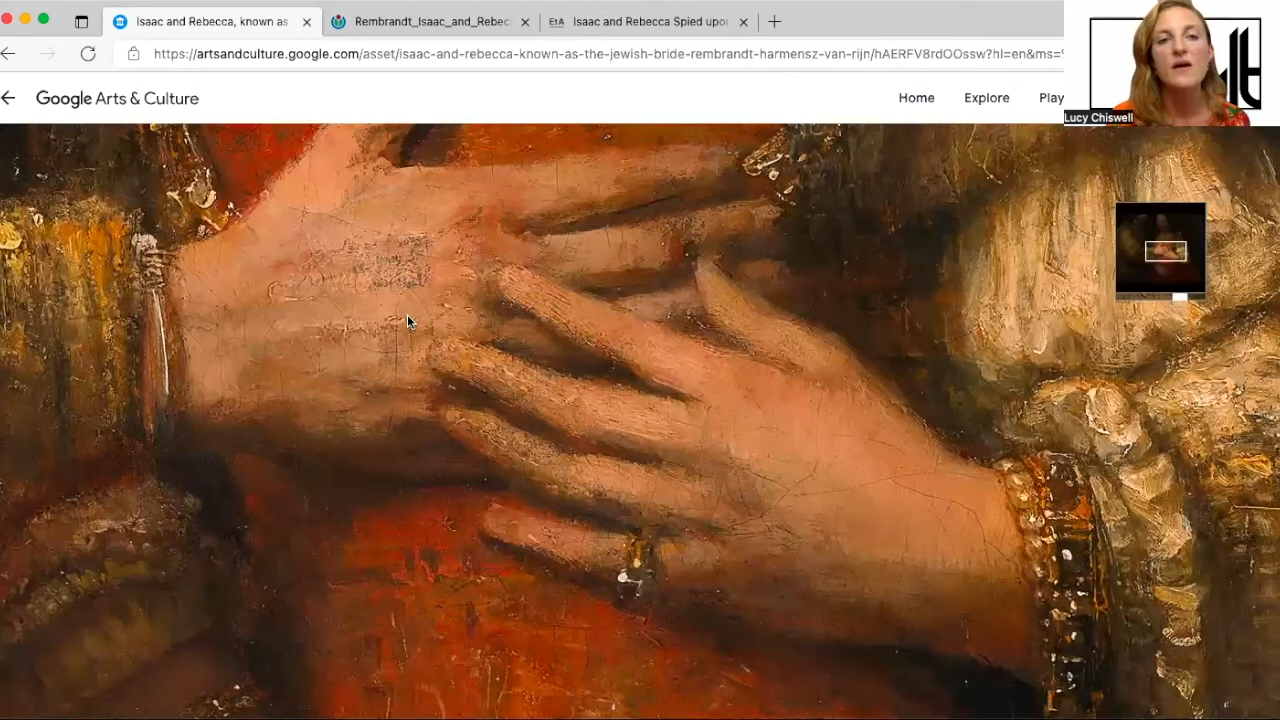 Isaac and Rebecca, known as
Rembrandt_Isaac_and_Rebec
EtA Isaac and Rebecca Spied upo
https://artsandculture.google.com/asset/isaac-and-rebecca-known-as-the-jewish-bride-rembrandt-harmensz-van-rijn/hAERFV8rdOOssw?hl=en&ms=
Google Arts & Culture
Home
Explore
Play
lt
Lucy Chiswell